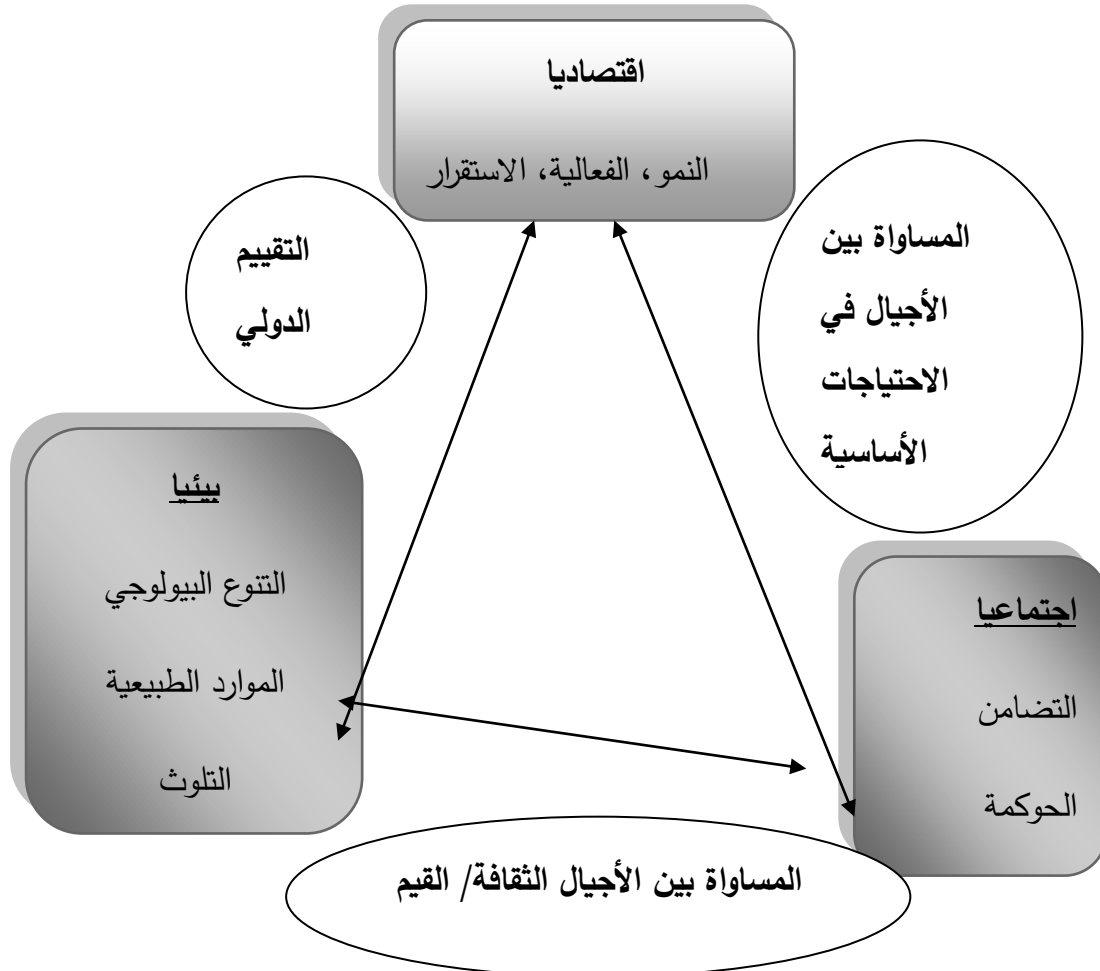 اقتصاديا
النمو، الفعالية، الاستقرار
المساواة بين
الأجيال في
الاحتياجات
الأساسية
التقييم
الدولي
بيئيا
التنوع البيولوجي
الموارد الطبيعية
التلوث
اجتماعيا
التضامن
الحوكمة
المساواة بين الأجيال الثقافة/ القيم